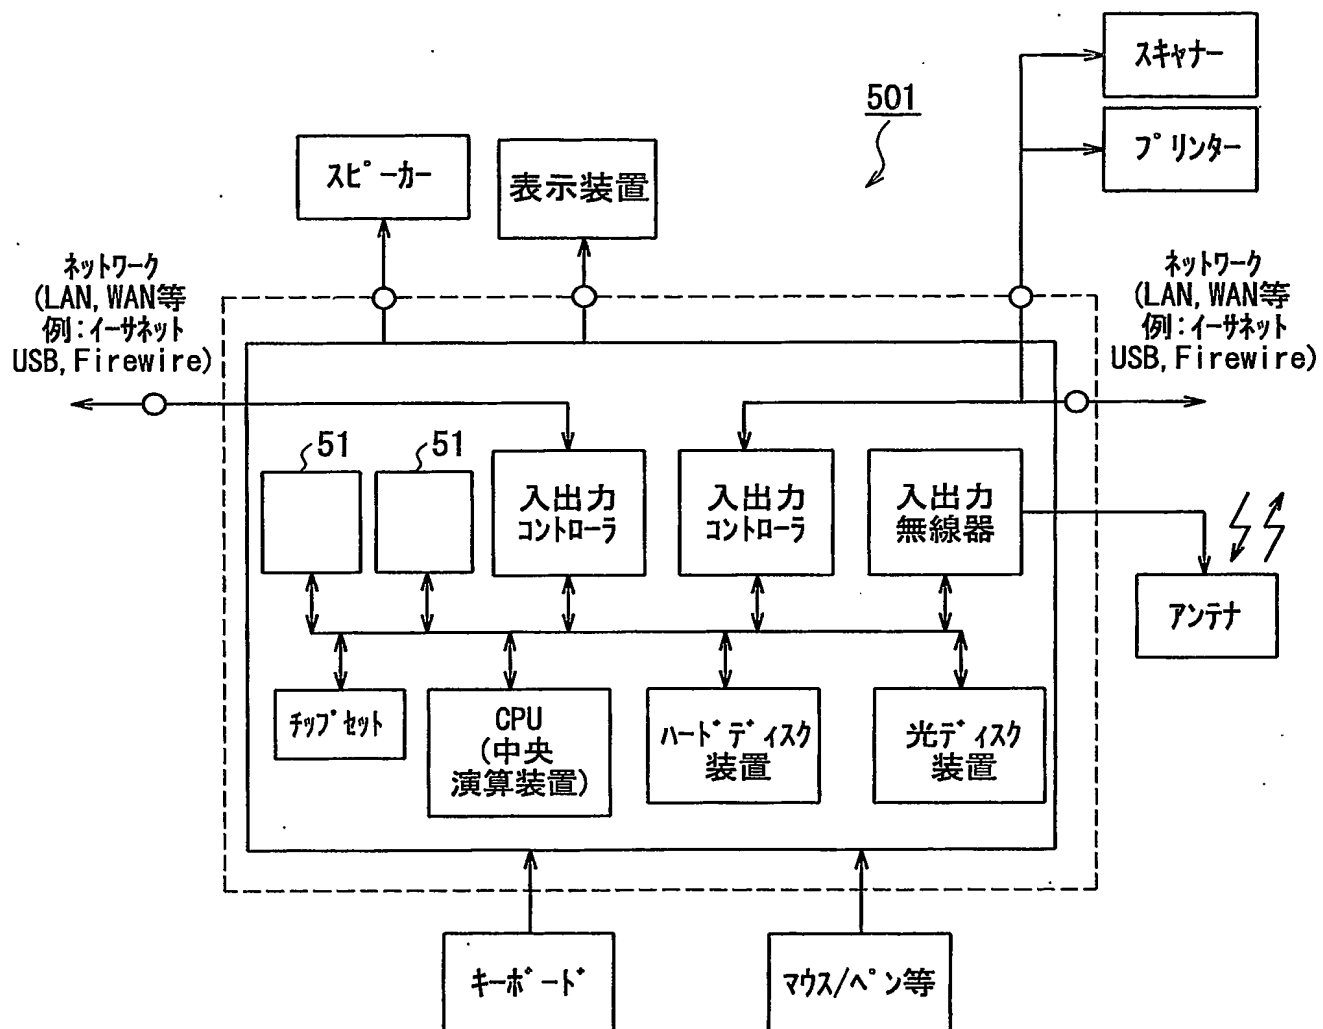 スキャナー
501
プリンター
スピーカー
表示装置
ネットワーク
(LAN,WAN等
例:イーサネット
USB,Firewire)
ネットワーク
(LAN,WAN等
例:イーサネット
USB,Firewire)
51
51
入出力
コントローラ
入出力
コントローラ
入出力
無線器
アンテナ
チップセット
CPU
(中央
演算装置)
ハードディスク
装置
光ディスク
装置
キーボード
マウス/ペン等